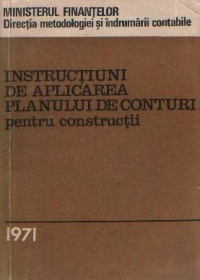 MINISTERUL FINANȚELOR
Direcția metodologiei și îndrumării contabile
INSTRUCȚIUNI
DE APLICAREA
PLANULUI DE CONTURI
pentru construcții
1971